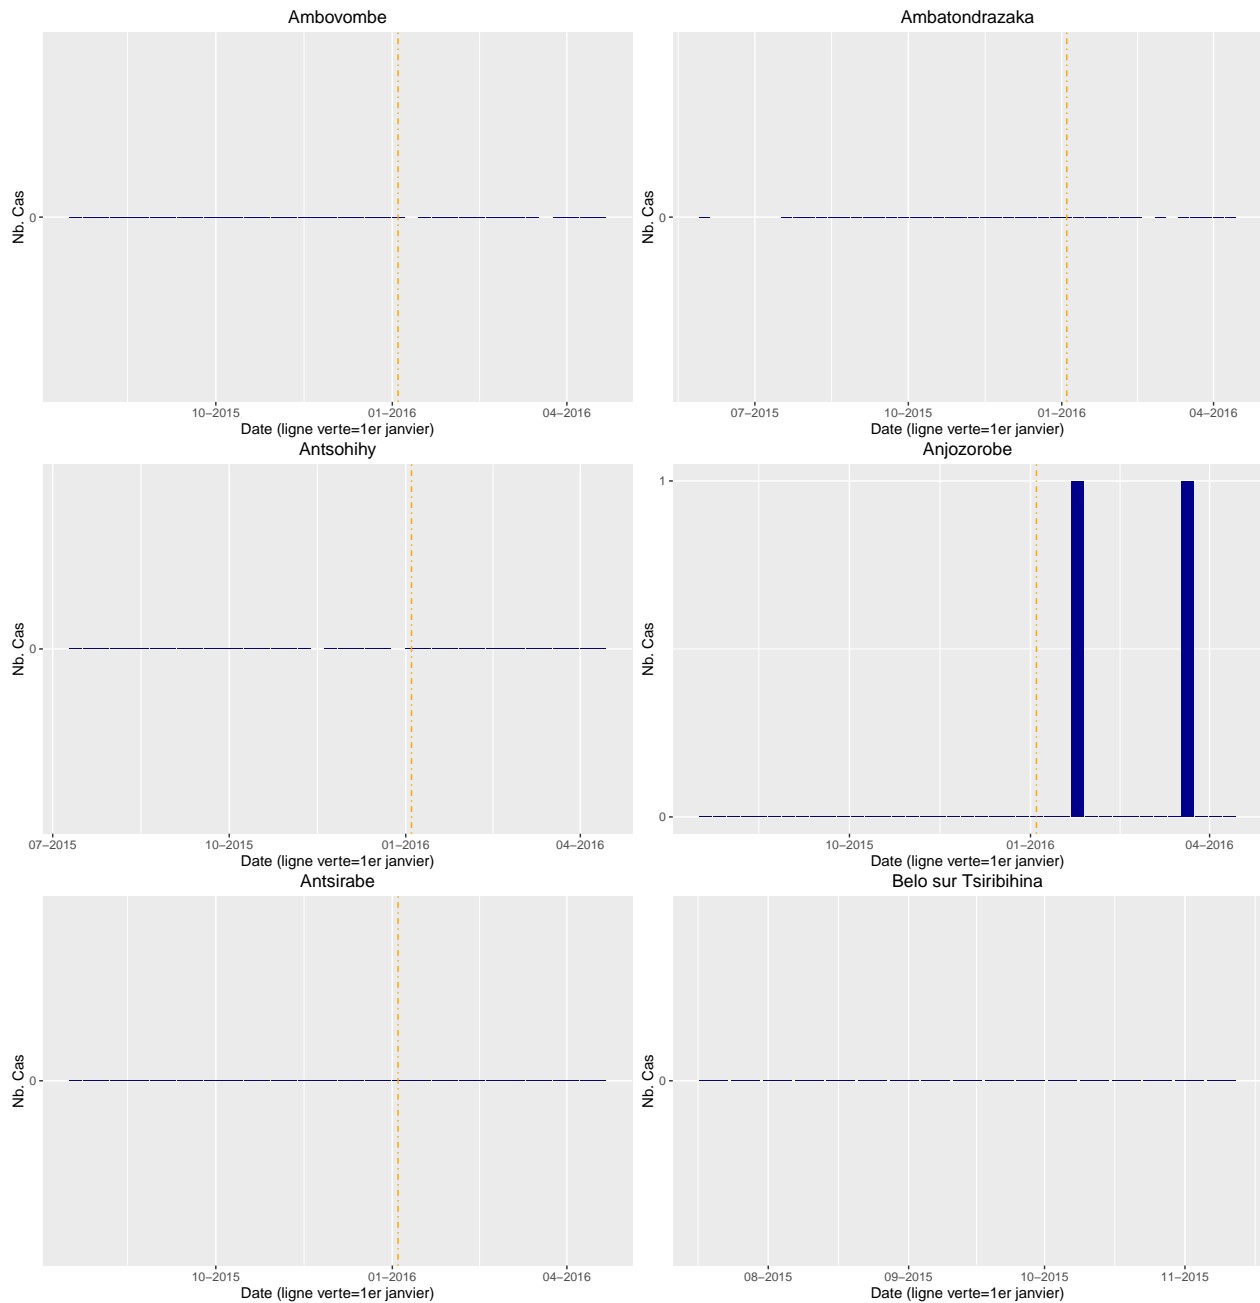 Ambovombe
Nb. Cas
0
10−2015 01−2016 04−2016
Date (ligne verte=1er janvier)
Ambatondrazaka
Nb. Cas
0
07−2015 10−2015 01−2016 04−2016
Date (ligne verte=1er janvier)
Antsohihy
Nb. Cas
0
07−2015 10−2015 01−2016 04−2016
Date (ligne verte=1er janvier)
Anjozorobe
Nb. Cas
1
0
10−2015 01−2016 04−2016
Date (ligne verte=1er janvier)
Antsirabe
Nb. Cas
0
10−2015 01−2016 04−2016
Date (ligne verte=1er janvier)
Belo sur Tsiribihina
Nb. Cas
0
08−2015 09−2015 10−2015 11−2015
Date (ligne verte=1er janvier)